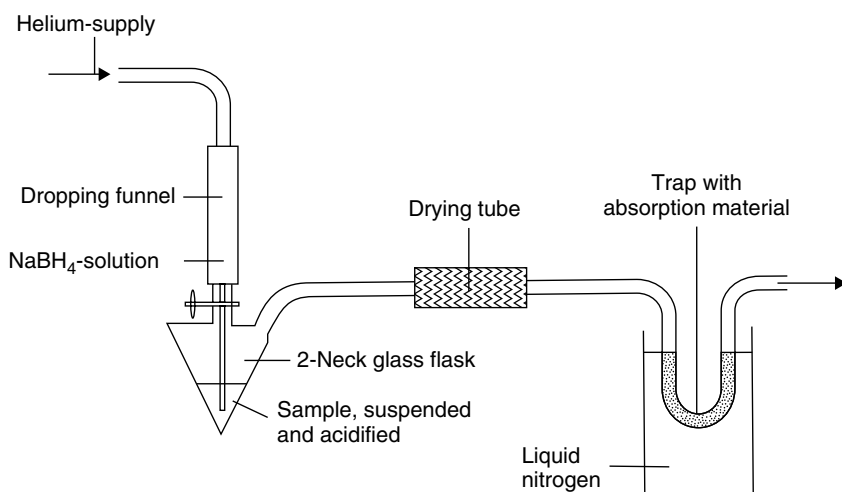 Helium-supply
Dropping funnel
NaBH₄-solution
Drying tube
Trap with
absorption material
2-Neck glass flask
Sample, suspended
and acidified
Liquid
nitrogen